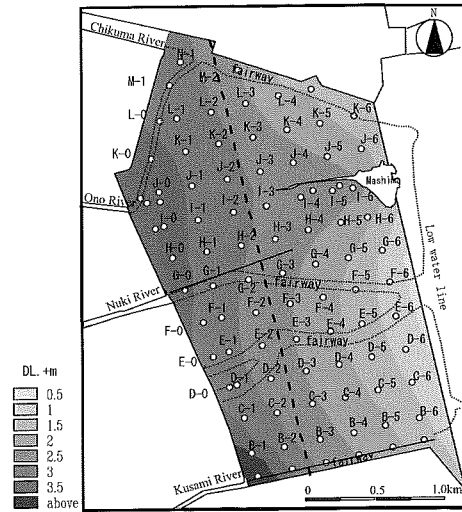 N
Chikuma River
N-1
fairway
M-1
M-2
L-3
L-4
K-6
L-0
L-1
L-2
K-5
K-4
K-3
K-1
J-6
K-0
J-5
J-4
J-3
J-2
J-1
Mashima
Ono River
J-0
I-3
I-6
I-5
I-4
I-2
I-1
I-0
H-6
H-5
H-4
H-3
H-2
H-1
H-0
G-6
G-5
G-4
G-3
G-1
G-0
Low water line
Nuki River
fairway
F-6
F-5
F-4
F-3
F-2
F-1
F-0
E-6
E-5
E-4
E-3
E-2
E-1
E-0
fairway
D-6
D-5
D-4
D-3
D-2
D-1
D-0
C-6
C-5
C-4
C-3
C-2
C-1
B-6
B-5
B-4
B-3
B-2
B-1
Kusami River
fairway
DL. +m
0.5
1
1.5
2
2.5
3
3.5
above
0 0.5 1.0km